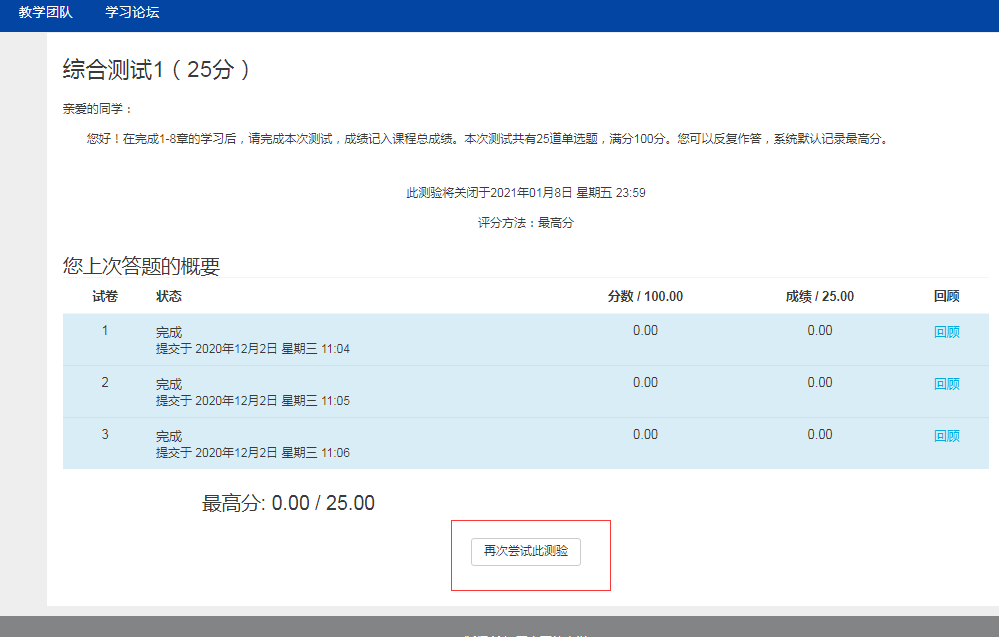 教学团队 学习论坛
综合测试1（25分）
亲爱的同学：
您好！在完成1-8章的学习后，请完成本次测试，成绩记入课程总成绩。本次测试共有25道单选题，满分100分。您可以反复作答，系统默认记录最高分。
此测验将关闭于2021年01月8日 星期五 23:59
评分方法：最高分
您上次答题的概要
试卷 状态 分数 / 100.00 成绩 / 25.00 回顾
1 完成 0.00 0.00 回顾
提交于 2020年12月2日 星期三 11:04
2 完成 0.00 0.00 回顾
提交于 2020年12月2日 星期三 11:05
3 完成 0.00 0.00 回顾
提交于 2020年12月2日 星期三 11:06
最高分: 0.00 / 25.00
再次尝试此测验